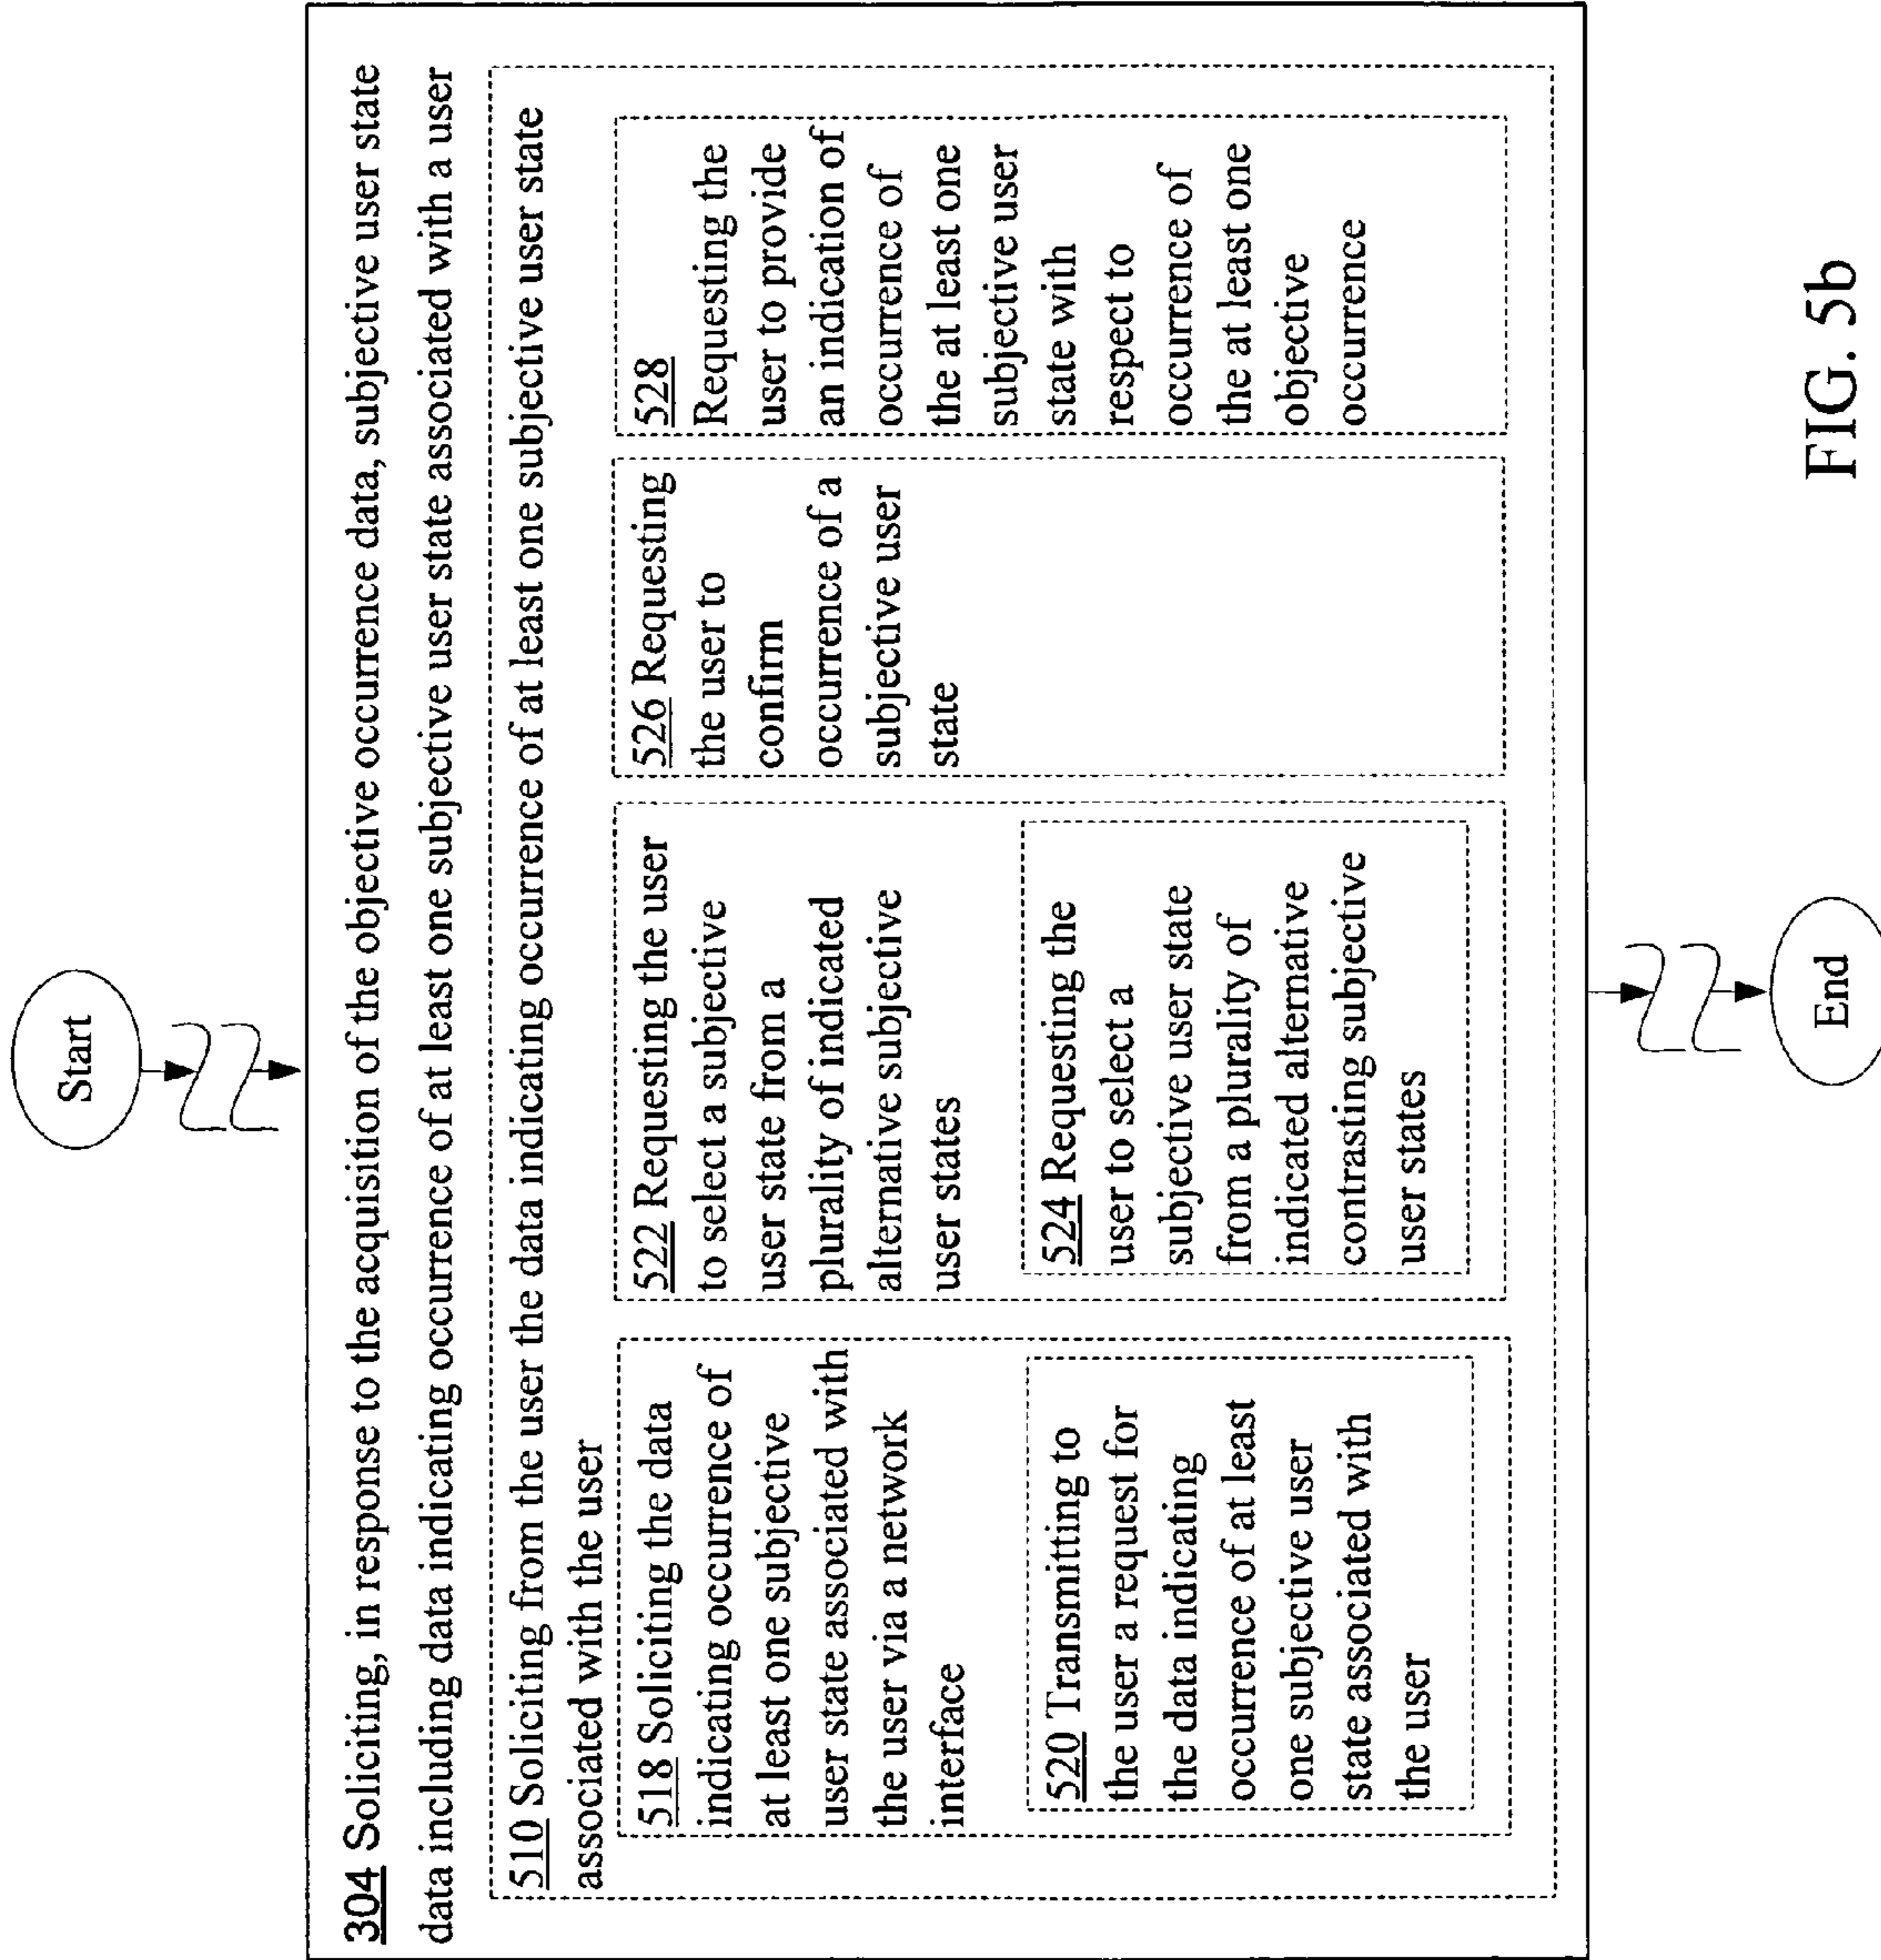 Start
304 Soliciting, in response to the acquisition of the objective occurrence data, subjective user state
data including data indicating occurrence of at least one subjective user state associated with a user
510 Soliciting from the user the data indicating occurrence of at least one subjective user state
associated with the user
518 Soliciting the data
indicating occurrence of
at least one subjective
user state associated with
the user via a network
interface
520 Transmitting to
the user a request for
the data indicating
occurrence of at least
one subjective user
state associated with
the user
522 Requesting the user
to select a subjective
user state from a
plurality of indicated
alternative subjective
user states
524 Requesting the
user to select a
subjective user state
from a plurality of
indicated alternative
contrasting subjective
user states
526 Requesting
the user to
confirm
occurrence of a
subjective user
state
528
Requesting the
user to provide
an indication of
occurrence of
the at least one
subjective user
state with
respect to
occurrence of
the at least one
objective
occurrence
End
FIG. 5b